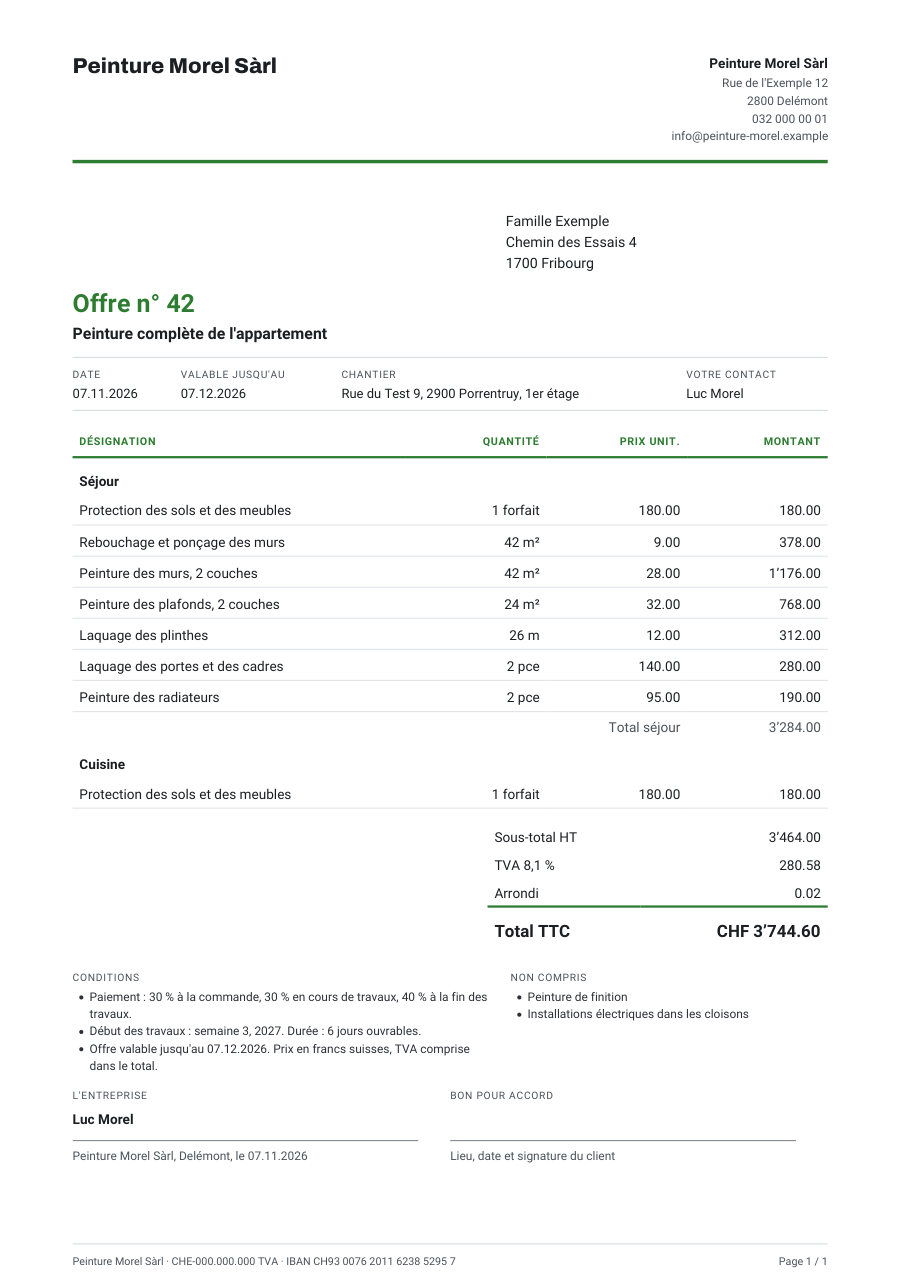 Peinture Morel Sàrl
Peinture Morel Sàrl
Rue de l'Exemple 12
2800 Delémont
032 000 00 01
info@peinture-morel.example
Famille Exemple
Chemin des Essais 4
1700 Fribourg
Offre n° 42
Peinture complète de l'appartement
DATE VALABLE JUSQU'AU CHANTIER VOTRE CONTACT
07.11.2026 07.12.2026 Rue du Test 9, 2900 Porrentruy, 1er étage Luc Morel
DÉSIGNATION QUANTITÉ PRIX UNIT. MONTANT
Séjour
Protection des sols et des meubles 1 forfait 180.00 180.00
Rebouchage et ponçage des murs 42 m² 9.00 378.00
Peinture des murs, 2 couches 42 m² 28.00 1’176.00
Peinture des plafonds, 2 couches 24 m² 32.00 768.00
Laquage des plinthes 26 m 12.00 312.00
Laquage des portes et des cadres 2 pce 140.00 280.00
Peinture des radiateurs 2 pce 95.00 190.00
Total séjour 3’284.00
Cuisine
Protection des sols et des meubles 1 forfait 180.00 180.00
Sous-total HT 3’464.00
TVA 8,1 % 280.58
Arrondi 0.02
Total TTC CHF 3’744.60
CONDITIONS
• Paiement : 30 % à la commande, 30 % en cours de travaux, 40 % à la fin des
travaux.
• Début des travaux : semaine 3, 2027. Durée : 6 jours ouvrables.
• Offre valable jusqu'au 07.12.2026. Prix en francs suisses, TVA comprise
dans le total.
NON COMPRIS
• Peinture de finition
• Installations électriques dans les cloisons
L'ENTREPRISE
Luc Morel
Peinture Morel Sàrl, Delémont, le 07.11.2026
BON POUR ACCORD
Lieu, date et signature du client
Peinture Morel Sàrl · CHE-000.000.000 TVA · IBAN CH93 0076 2011 6238 5295 7 Page 1 / 1